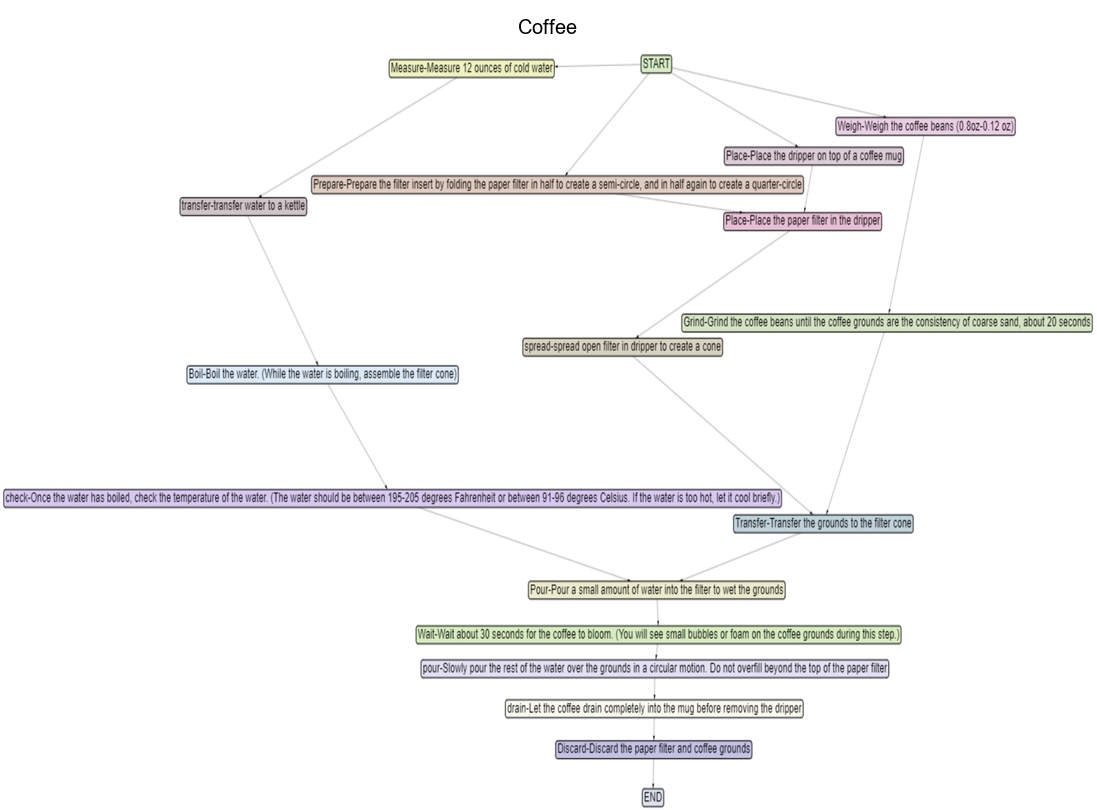 Coffee
START
Measure-Measure 12 ounces of cold water
Weigh-Weigh the coffee beans (0.8oz-0.12 oz)
Place-Place the dripper on top of a coffee mug
Prepare-Prepare the filter insert by folding the paper filter in half to create a semi-circle, and in half again to create a quarter-circle
transfer-transfer water to a kettle
Place-Place the paper filter in the dripper
Grind-Grind the coffee beans until the coffee grounds are the consistency of coarse sand, about 20 seconds
spread-spread open filter in dripper to create a cone
Boil-Boil the water. (While the water is boiling, assemble the filter cone)
check-Once the water has boiled, check the temperature of the water. (The water should be between 195-205 degrees Fahrenheit or between 91-96 degrees Celsius. If the water is too hot, let it cool briefly.)
Transfer-Transfer the grounds to the filter cone
Pour-Pour a small amount of water into the filter to wet the grounds
Wait-Wait about 30 seconds for the coffee to bloom. (You will see small bubbles or foam on the coffee grounds during this step.)
pour-Slowly pour the rest of the water over the grounds in a circular motion. Do not overfill beyond the top of the paper filter
drain-Let the coffee drain completely into the mug before removing the dripper
Discard-Discard the paper filter and coffee grounds
END